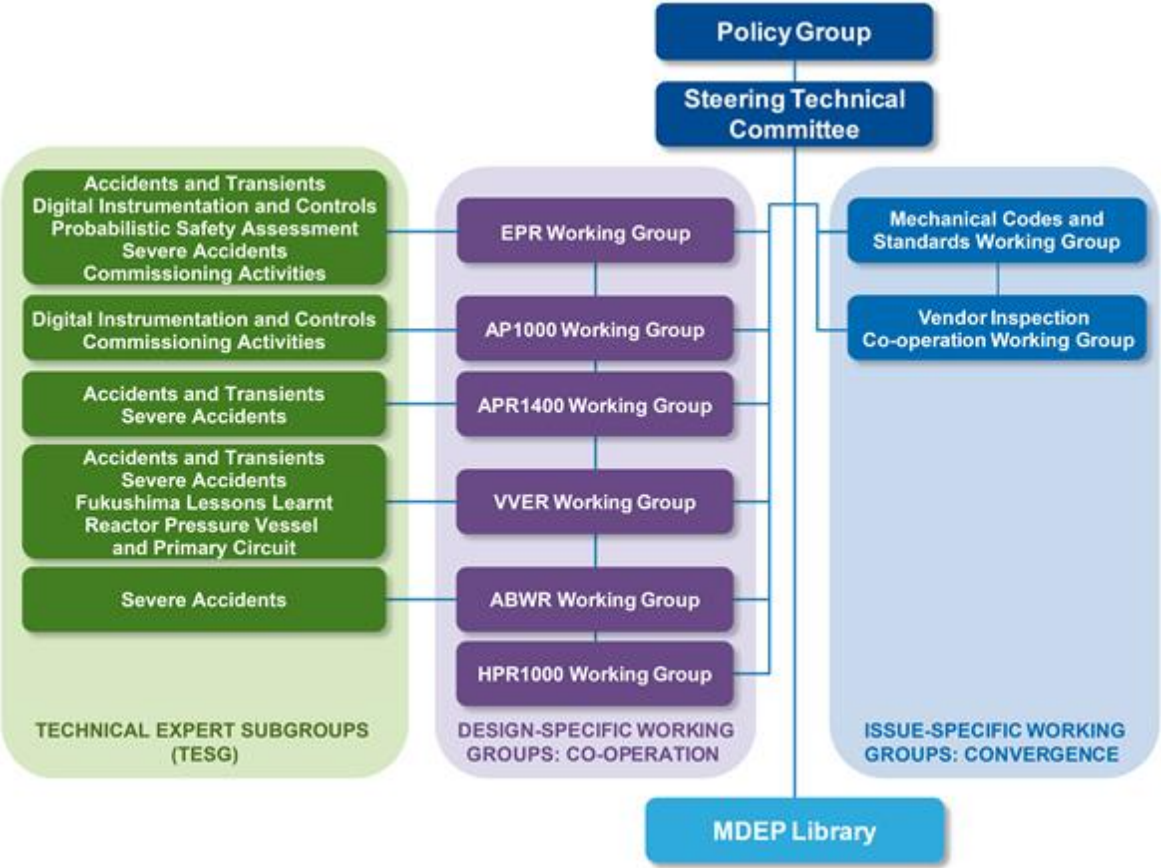 Policy Group
Steering Technical
Committee
Accidents and Transients
Digital Instrumentation and Controls
Probabilistic Safety Assessment
Severe Accidents
Commissioning Activities
Digital Instrumentation and Controls
Commissioning Activities
Accidents and Transients
Severe Accidents
Accidents and Transients
Severe Accidents
Fukushima Lessons Learnt
Reactor Pressure Vessel
and Primary Circuit
Severe Accidents
TECHNICAL EXPERT SUBGROUPS
(TESG)
EPR Working Group
AP1000 Working Group
APR1400 Working Group
VVER Working Group
ABWR Working Group
HPR1000 Working Group
DESIGN-SPECIFIC WORKING
GROUPS: CO-OPERATION
Mechanical Codes and
Standards Working Group
Vendor Inspection
Co-operation Working Group
ISSUE-SPECIFIC WORKING
GROUPS: CONVERGENCE
MDEP Library